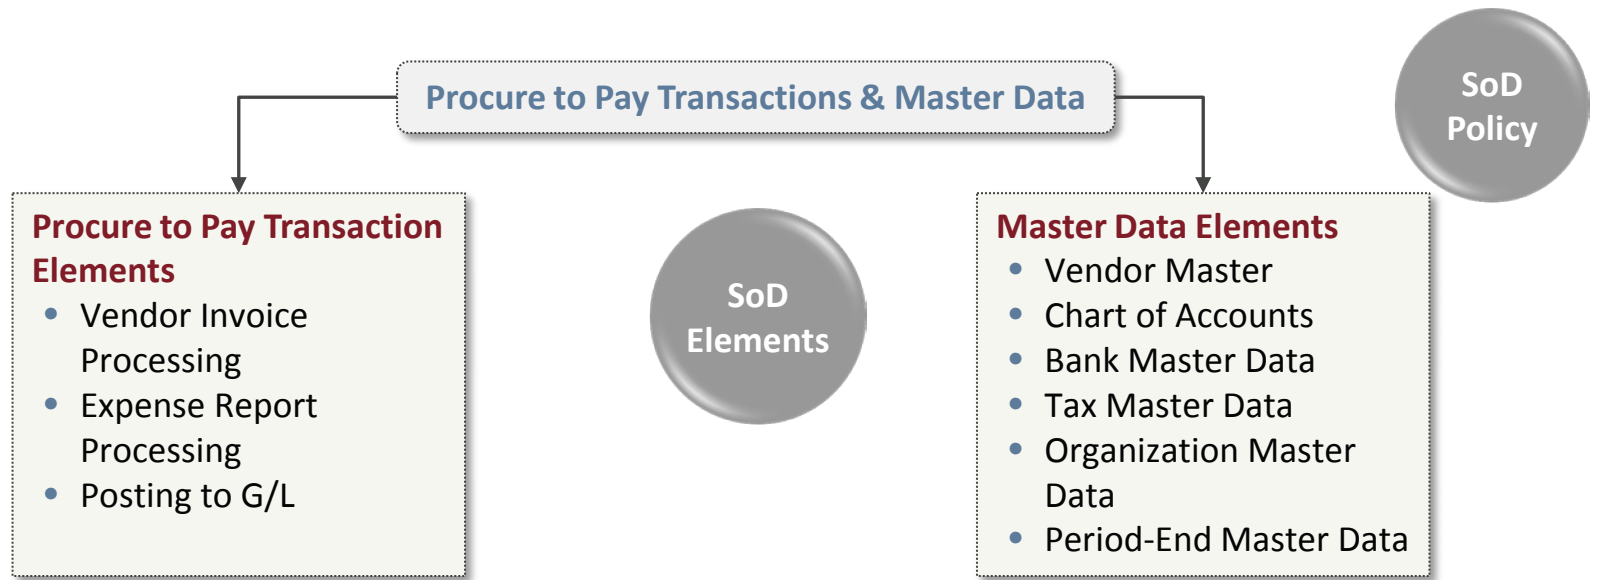 Procure to Pay Transactions & Master Data
SoD
Policy
Procure to Pay Transaction
Elements
• Vendor Invoice
Processing
• Expense Report
Processing
• Posting to G/L
SoD
Elements
Master Data Elements
• Vendor Master
• Chart of Accounts
• Bank Master Data
• Tax Master Data
• Organization Master
Data
• Period-End Master Data